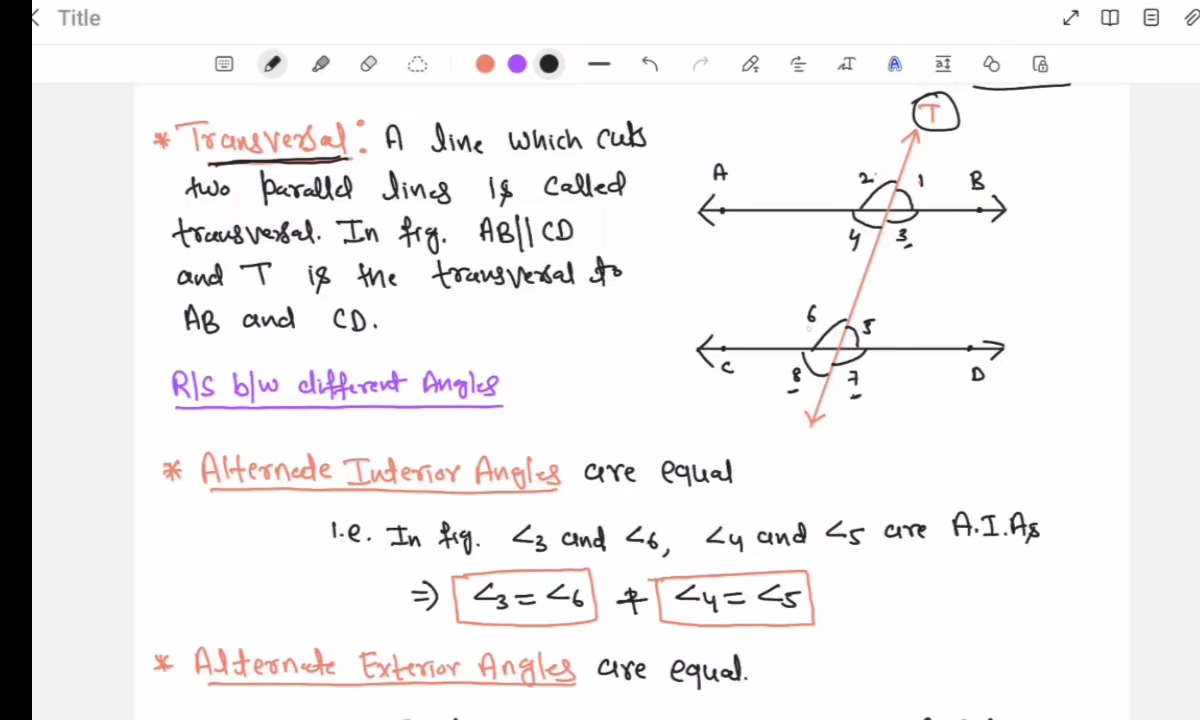 Title
* Transversal: A line which cuts
two parallel lines is called
transversal. In fig. AB||CD
and T is the transversal to
AB and CD.
T
A
2
1
B
4
3
6
5
C
8
7
D
R/S b/w different Angles
* Alternate Interior Angles are equal
i.e. In fig. ∠3 and ∠6, ∠4 and ∠5 are A.I.As
=> ∠3 = ∠6 + ∠4 = ∠5
* Alternate Exterior Angles are equal.